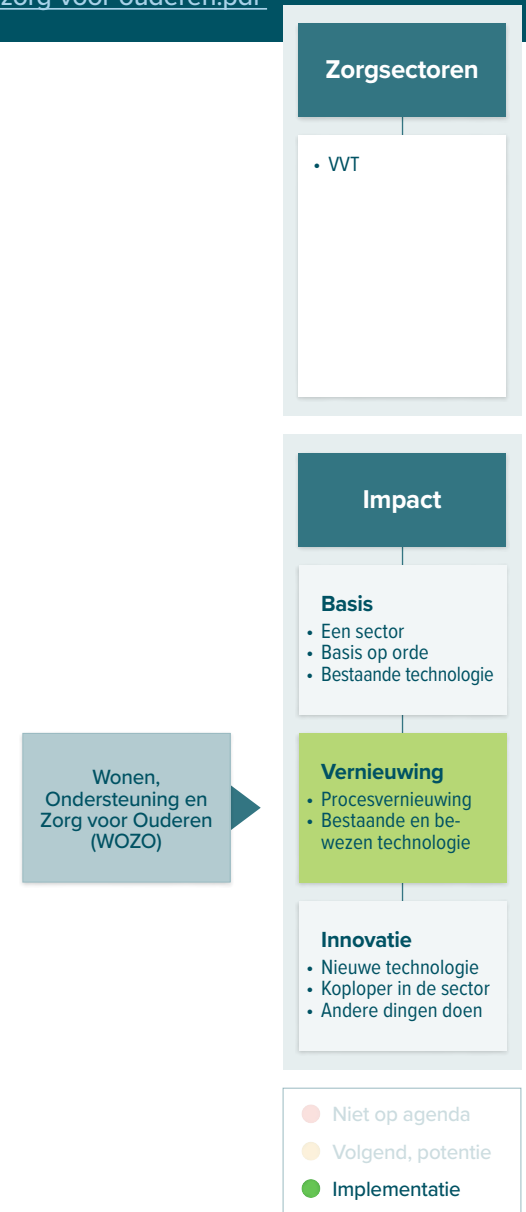 zorg-voor-ouderen.pdf
Zorgsectoren
• VVT
Impact
Basis
• Een sector
• Basis op orde
• Bestaande technologie
Wonen,
Ondersteuning en
Zorg voor Ouderen
(WOZO)
Vernieuwing
• Procesvernieuwing
• Bestaande en be-
wezen technologie
Innovatie
• Nieuwe technologie
• Koploper in de sector
• Andere dingen doen
Niet op agenda
Volgend, potentie
Implementatie